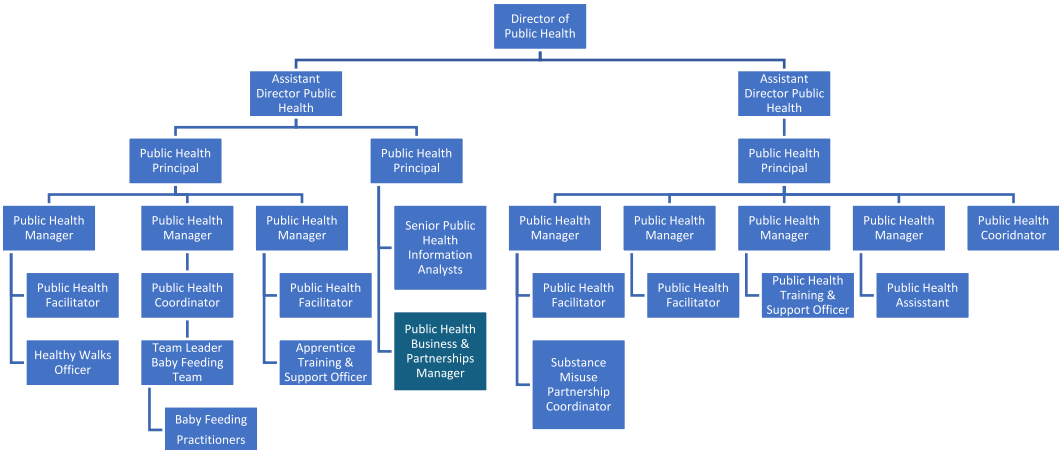 Director of
Public Health
Assistant
Director Public
Health
Assistant
Director Public
Health
Public Health
Principal
Public Health
Principal
Public Health
Principal
Public Health
Manager
Public Health
Manager
Public Health
Manager
Senior Public
Health
Information
Analysts
Public Health
Manager
Public Health
Manager
Public Health
Manager
Public Health
Manager
Public Health
Cooridnator
Public Health
Facilitator
Public Health
Coordinator
Public Health
Facilitator
Public Health
Facilitator
Public Health
Facilitator
Public Health
Training &
Support Officer
Public Health
Assisstant
Healthy Walks
Officer
Team Leader
Baby Feeding
Team
Apprentice
Training &
Support Officer
Public Health
Business &
Partnerships
Manager
Substance
Misuse
Partnership
Coordinator
Baby Feeding
Practitioners